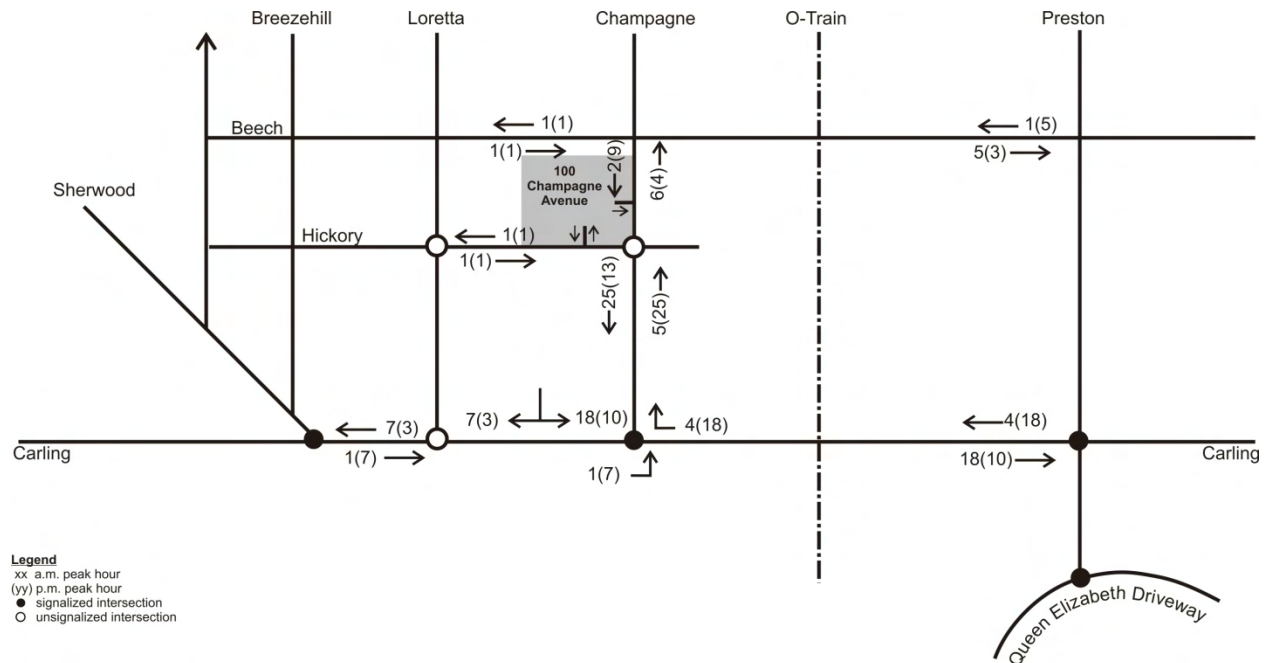 Breezehill
Loretta
Champagne
O-Train
Preston
1(1)
1(5)
Beech
1(1)
5(3)
2(9)
6(4)
100
Champagne
Avenue
Sherwood
Hickory
1(1)
1(1)
25(13)
5(25)
7(3)
7(3)
18(10)
4(18)
4(18)
Carling
1(7)
1(7)
18(10)
Carling
Legend
xx a.m. peak hour
(yy) p.m. peak hour
signalized intersection
unsignalized intersection
Queen Elizabeth Driveway